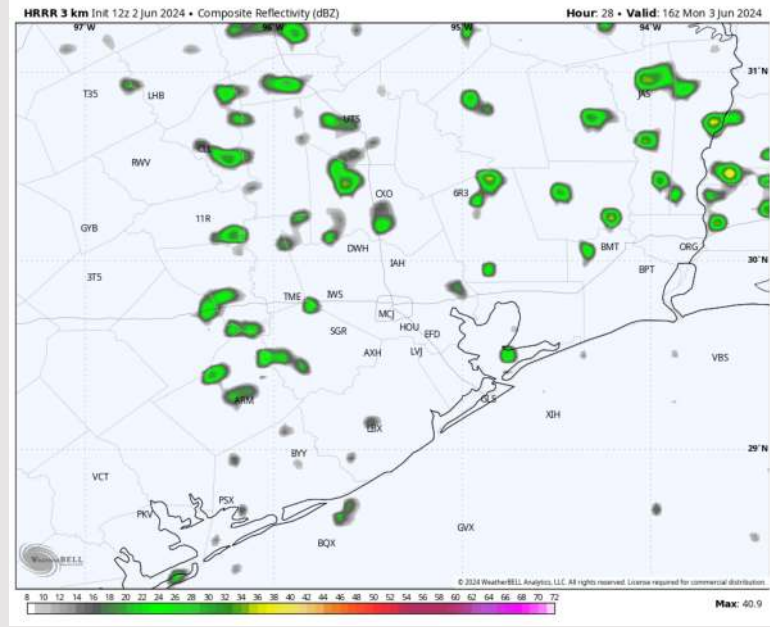 HRRR 3 km Init 12z 2 Jun 2024 • Composite Reflectivity (dBZ) Hour: 28 • Valid: 16z Mon 3 Jun 2024
97°W 96°W 95°W 94°W
31°N
T35 LHB JAS
UTS
CLL
RWV
OXO 6R3
11R
GYB
DWH BMT ORG
30°N
IAH BPT
3T5
TME IWS
MCJ
SGR HOU EFD
AXH LVJ VBS
ARM GLS
XIH
LBX
29°N
BYY
VCT
PSX
PKV GVX
BQX
WEATHERBELL
© 2024 WeatherBELL Analytics, LLC. All rights reserved. License required for commercial distribution.
8 10 12 14 16 18 20 22 24 26 28 30 32 34 36 38 40 42 44 46 48 50 52 54 56 58 60 62 64 66 68 70 72 Max: 40.9